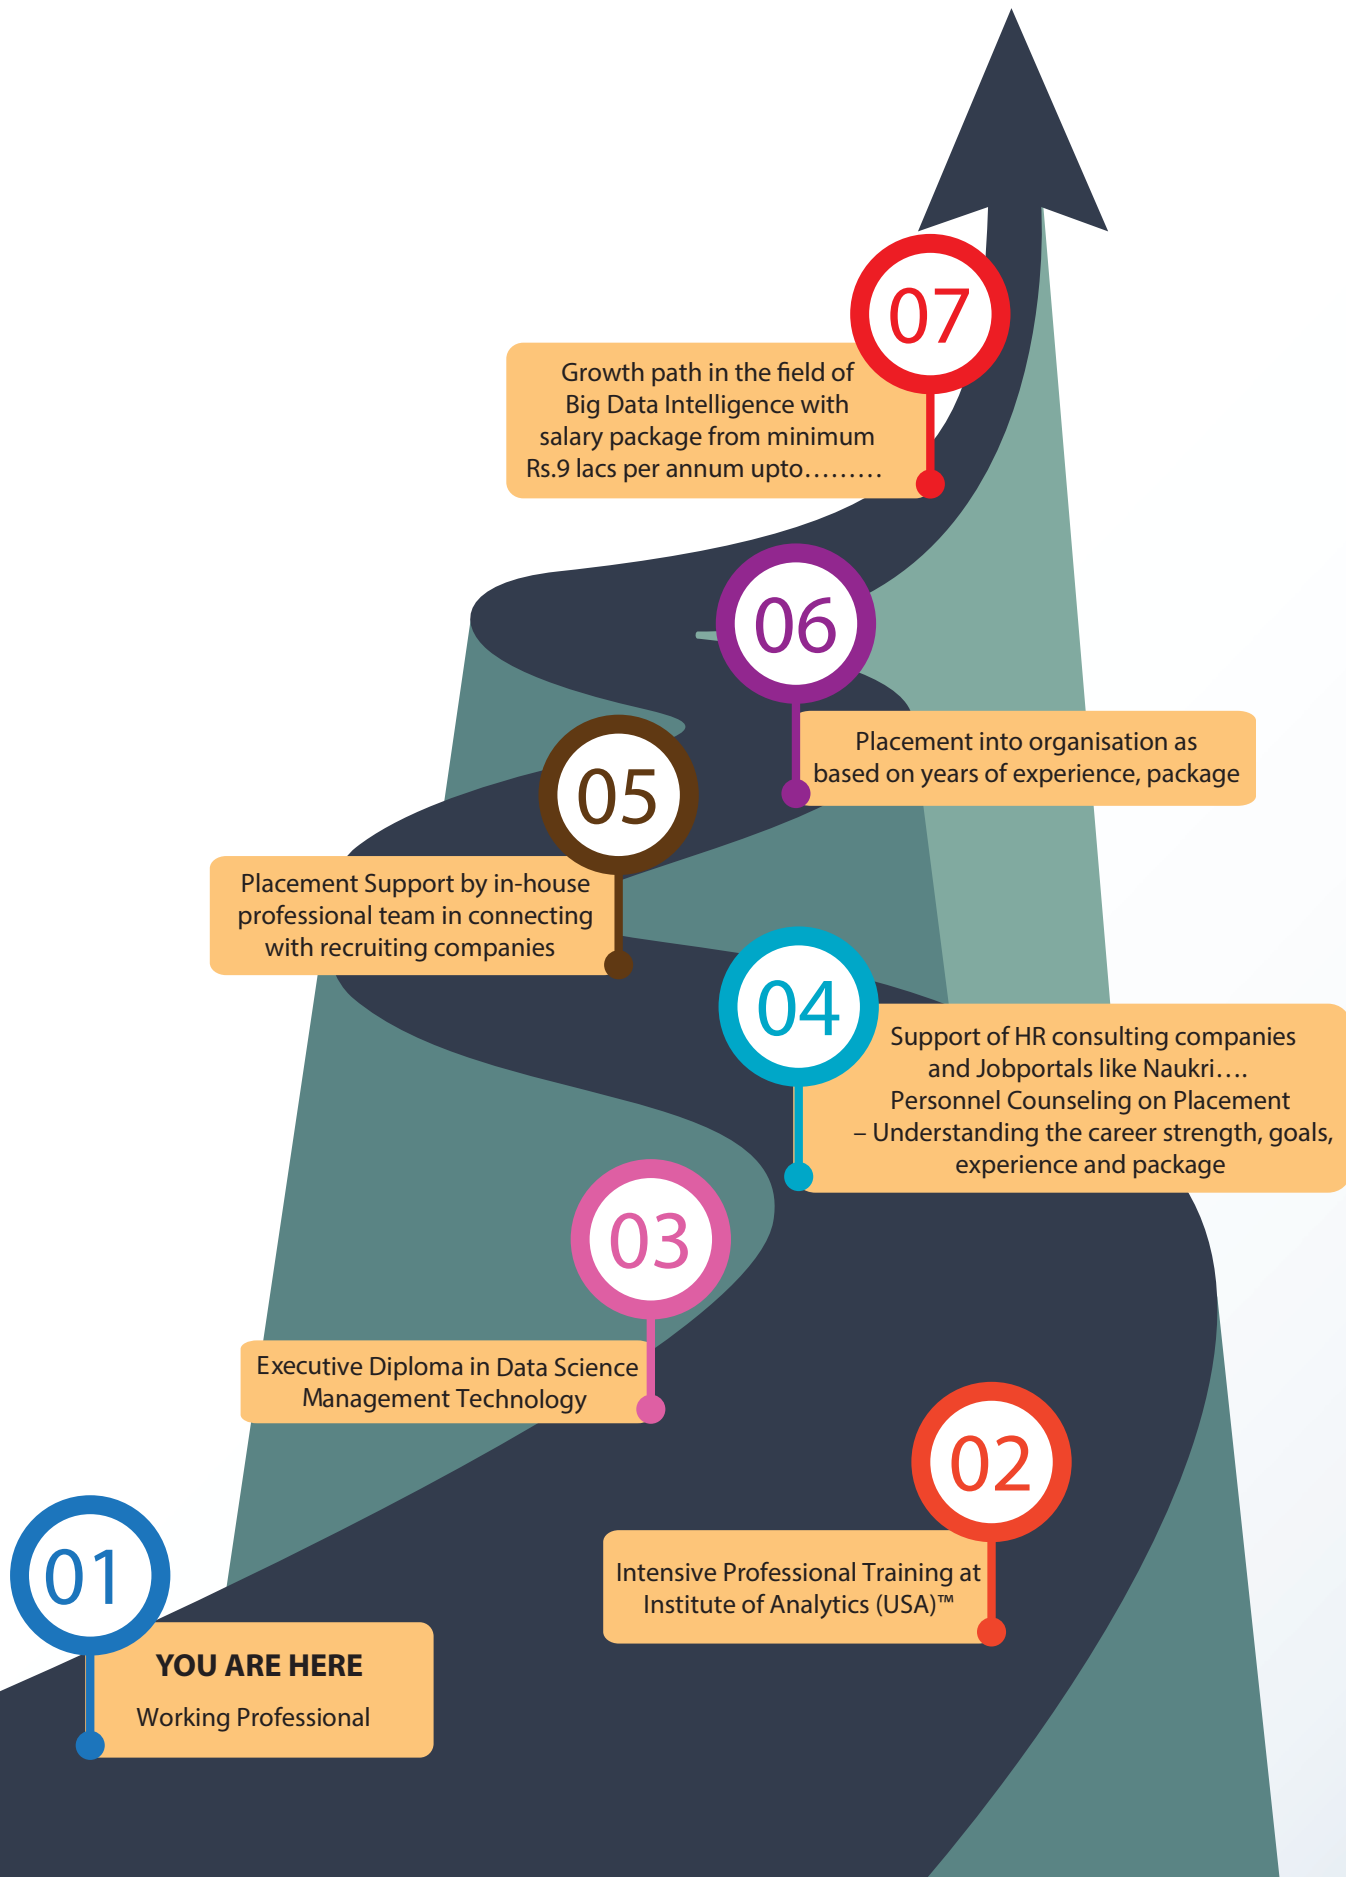 07
Growth path in the field of
Big Data Intelligence with
salary package from minimum
Rs.9 lacs per annum upto.........
06
Placement into organisation as
based on years of experience, package
05
Placement Support by in-house
professional team in connecting
with recruiting companies
04
Support of HR consulting companies
and Jobportals like Naukri....
Personnel Counseling on Placement
– Understanding the career strength, goals,
experience and package
03
Executive Diploma in Data Science
Management Technology
02
Intensive Professional Training at
Institute of Analytics (USA)™
01
YOU ARE HERE
Working Professional